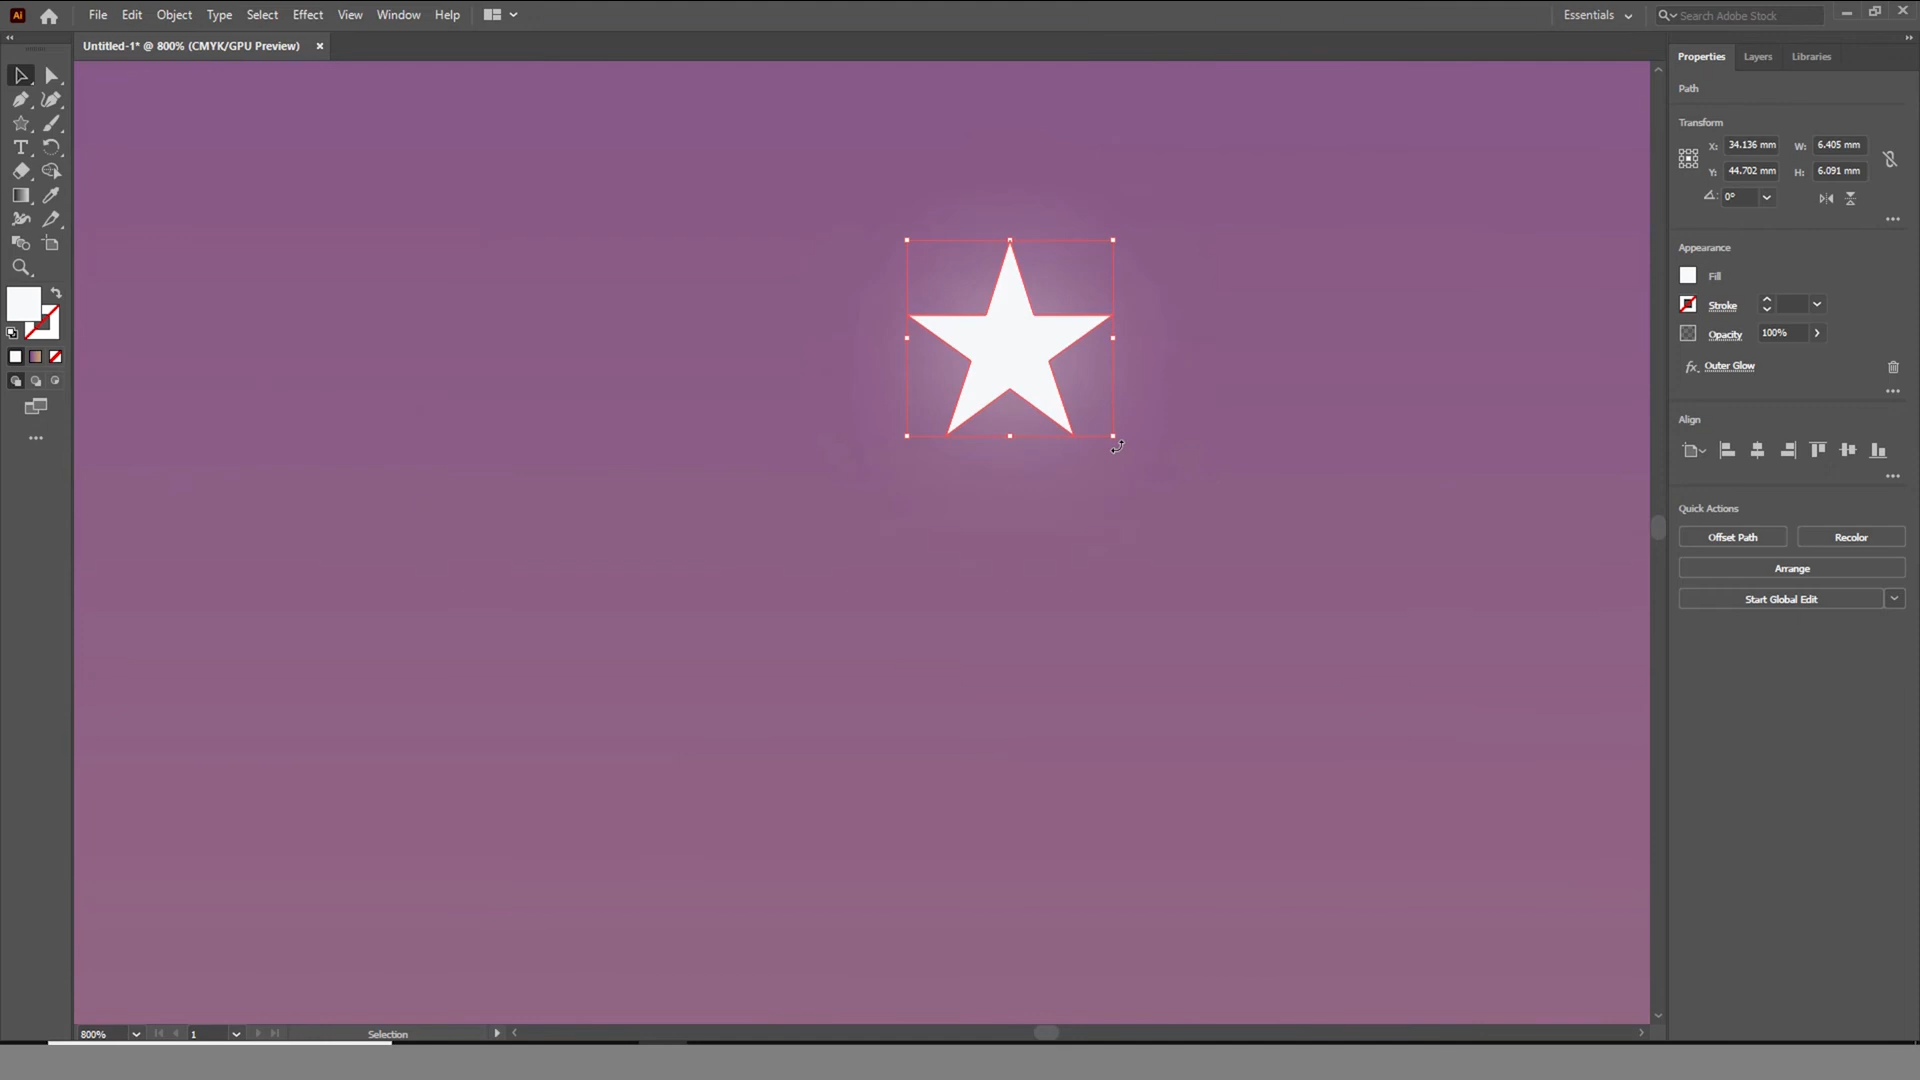 Ai File Edit Object Type Select Effect View Window Help Essentials Search Adobe Stock
Untitled-1* @ 800% (CMYK/GPU Preview) ×
Properties Layers Libraries
Path
Transform
X: 34.136 mm W: 6.405 mm
Y: 44.702 mm H: 6.091 mm
0°
Appearance
Fill
Stroke
Opacity 100%
fx. Outer Glow
Align
Quick Actions
Offset Path Recolor
Arrange
Start Global Edit
800% 1 Selection